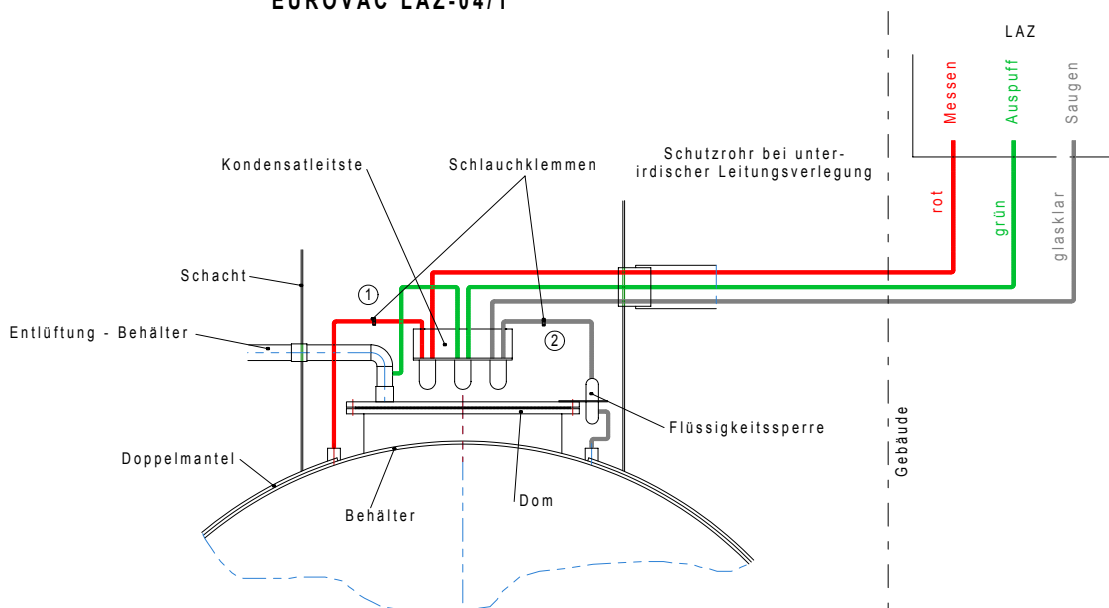 EUROVAC LAZ-04/1
LAZ
Messen
Auspuff
Saugen
Kondensatleitste
Schlauchklemmen
Schutzrohr bei unter-
irdischer Leitungsverlegung
rot
grün
glasklar
Schacht
1
Entlüftung - Behälter
2
Flüssigkeitssperre
Gebäude
Doppelmantel
Dom
Behälter